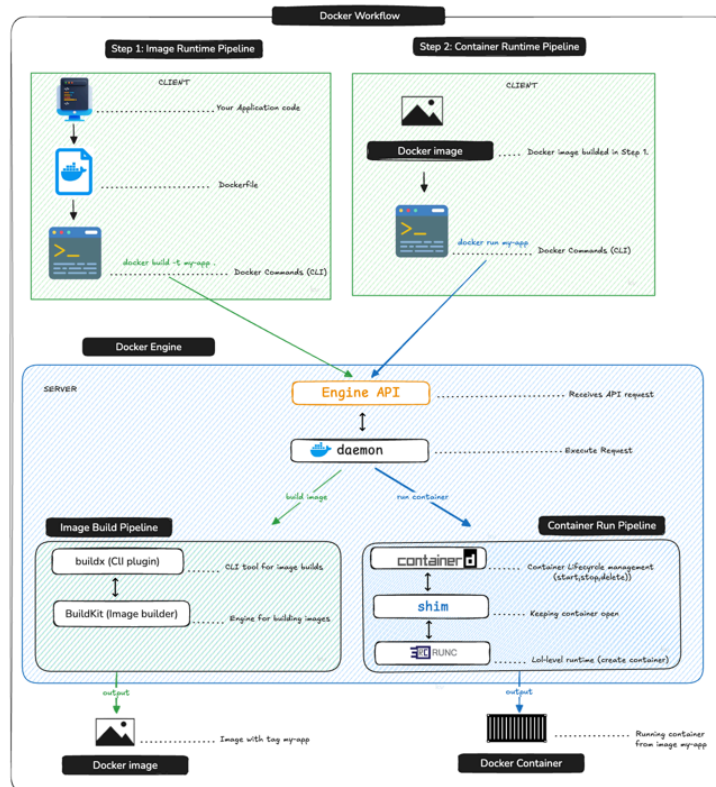 Docker Workflow
Step 1: Image Runtime Pipeline
CLIENT
Your Application code
Dockerfile
docker build -t my-app .
Docker Commands (CLI)
Step 2: Container Runtime Pipeline
CLIENT
Docker image
Docker image builded in Step 1.
docker run my-app
Docker Commands (CLI)
Docker Engine
SERVER
Engine API
Receives API request
daemon
Execute Request
build image
run container
Image Build Pipeline
buildx (ClI plugin)
CLI tool for image builds
BuildKit (Image builder)
Engine for building images
Container Run Pipeline
containerd
Container Lifecycle management
(start,stop,delete))
shim
Keeping container open
RUNC
Lol-level runtime (create container)
output
Image with tag my-app
Docker image
output
Running container
from image my-app
Docker Container